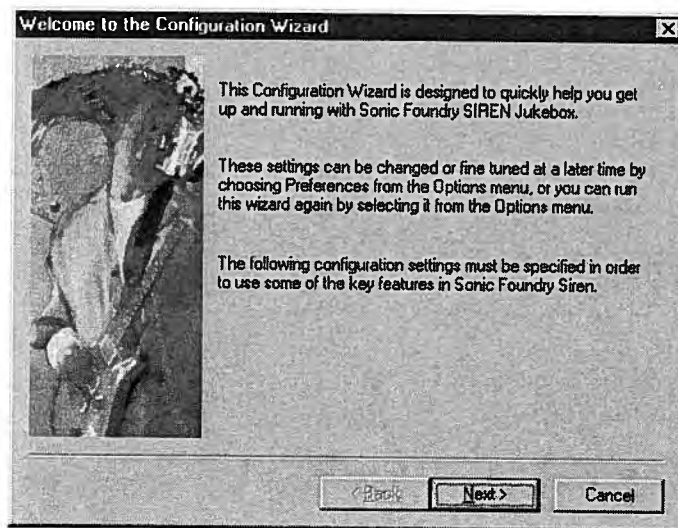 Welcome to the Configuration Wizard
This Configuration Wizard is designed to quickly help you get
up and running with Sonic Foundry SIREN Jukebox.
These settings can be changed or fine tuned at a later time by
choosing Preferences from the Options menu, or you can run
this wizard again by selecting it from the Options menu.
The following configuration settings must be specified in order
to use some of the key features in Sonic Foundry Siren.
< Back
Next >
Cancel